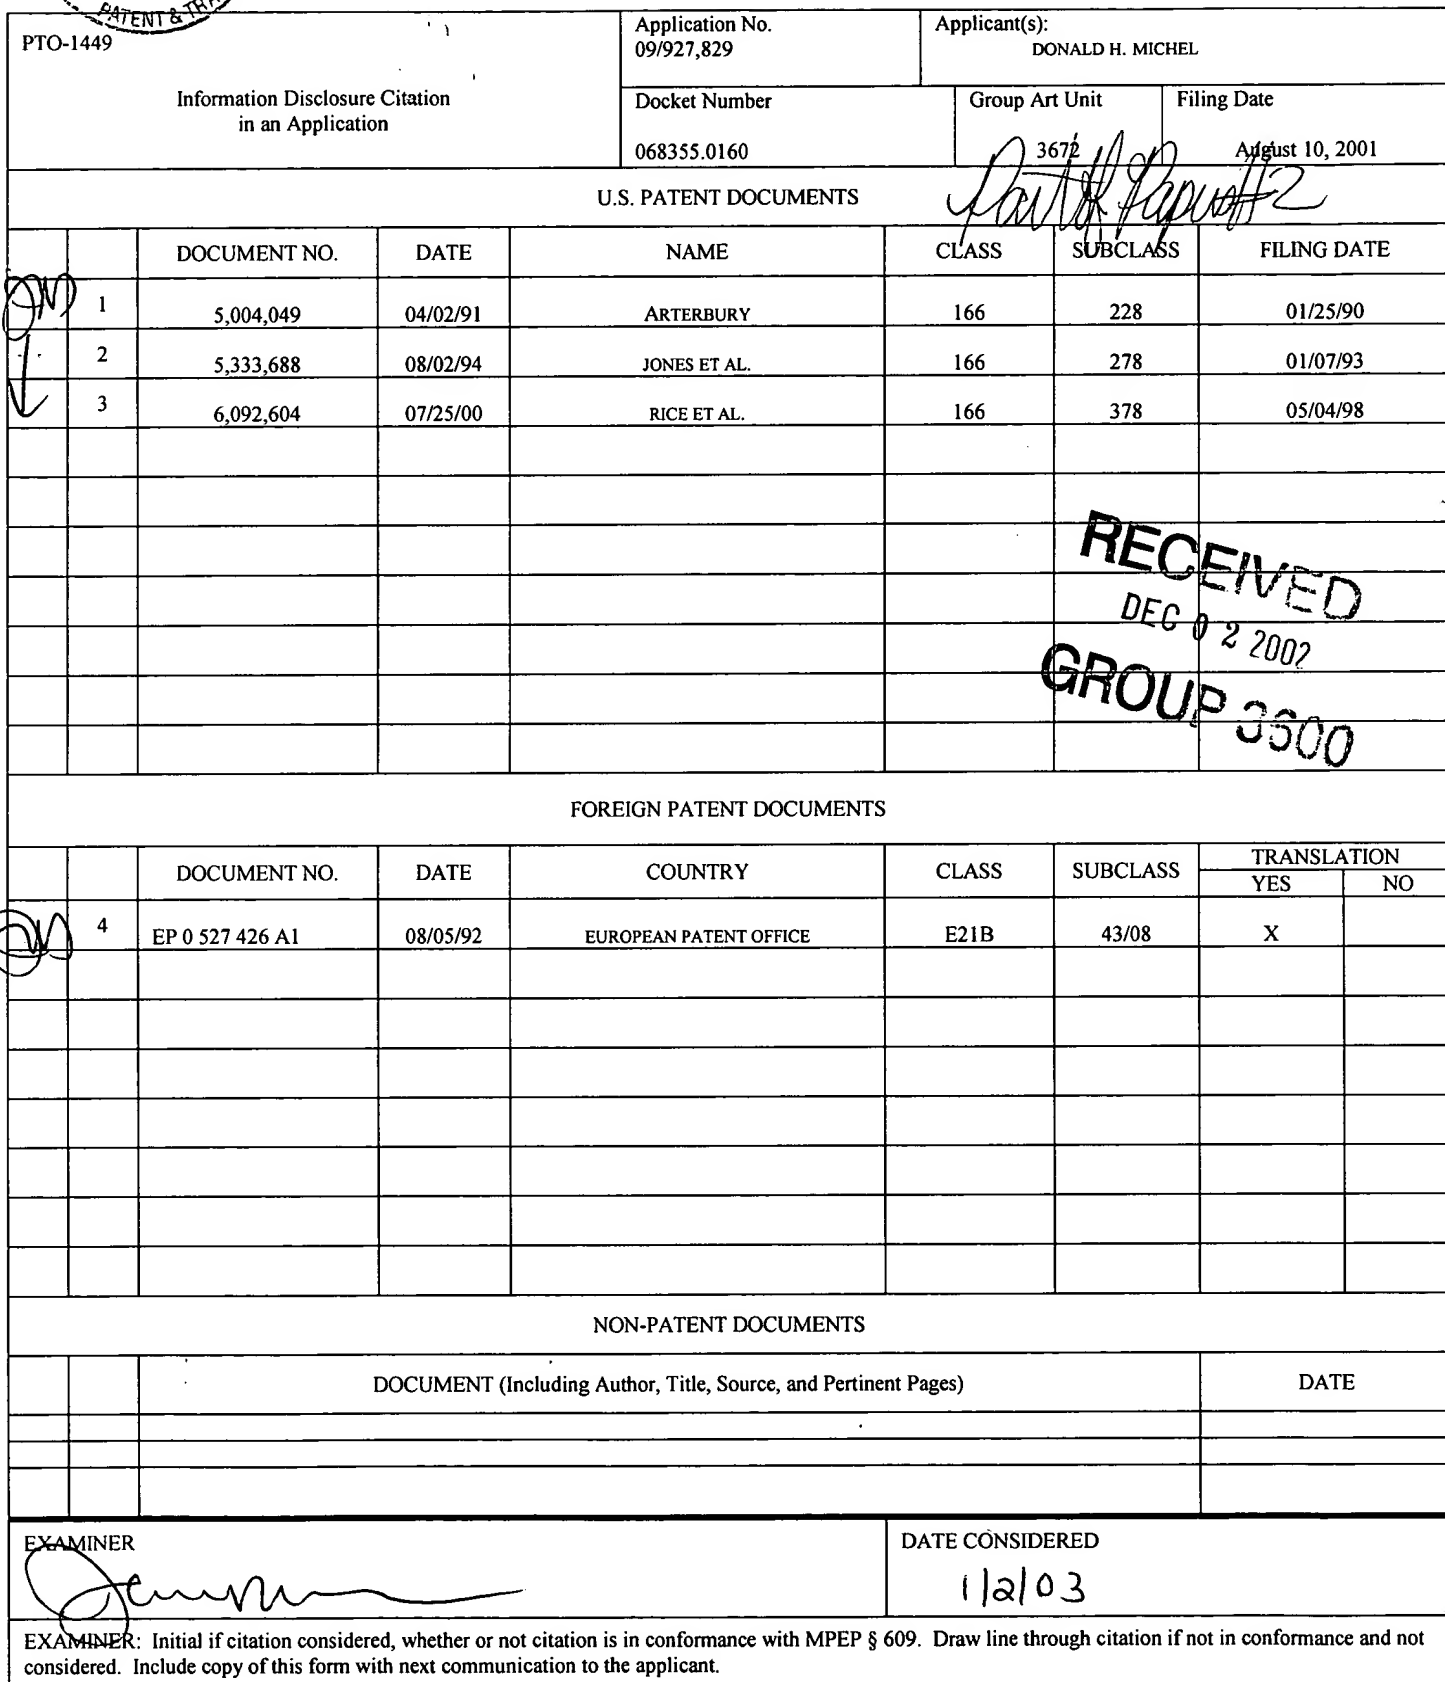 PATENT & TRA
PTO-1449
Information Disclosure Citation
in an Application
Application No.
09/927,829
Applicant(s):
DONALD H. MICHEL
Docket Number
068355.0160
Group Art Unit
3672
Filing Date
August 10, 2001
Part of Paper #2
U.S. PATENT DOCUMENTS
DOCUMENT NO. DATE NAME CLASS SUBCLASS FILING DATE
1 5,004,049 04/02/91 ARTERBURY 166 228 01/25/90
2 5,333,688 08/02/94 JONES ET AL. 166 278 01/07/93
3 6,092,604 07/25/00 RICE ET AL. 166 378 05/04/98
RECEIVED
DEC 02 2002
GROUP 3600
FOREIGN PATENT DOCUMENTS
DOCUMENT NO. DATE COUNTRY CLASS SUBCLASS TRANSLATION
YES NO
4 EP 0 527 426 A1 08/05/92 EUROPEAN PATENT OFFICE E21B 43/08 X
NON-PATENT DOCUMENTS
DOCUMENT (Including Author, Title, Source, and Pertinent Pages) DATE
EXAMINER
DATE CONSIDERED
1/2/03
EXAMINER: Initial if citation considered, whether or not citation is in conformance with MPEP § 609. Draw line through citation if not in conformance and not
considered. Include copy of this form with next communication to the applicant.